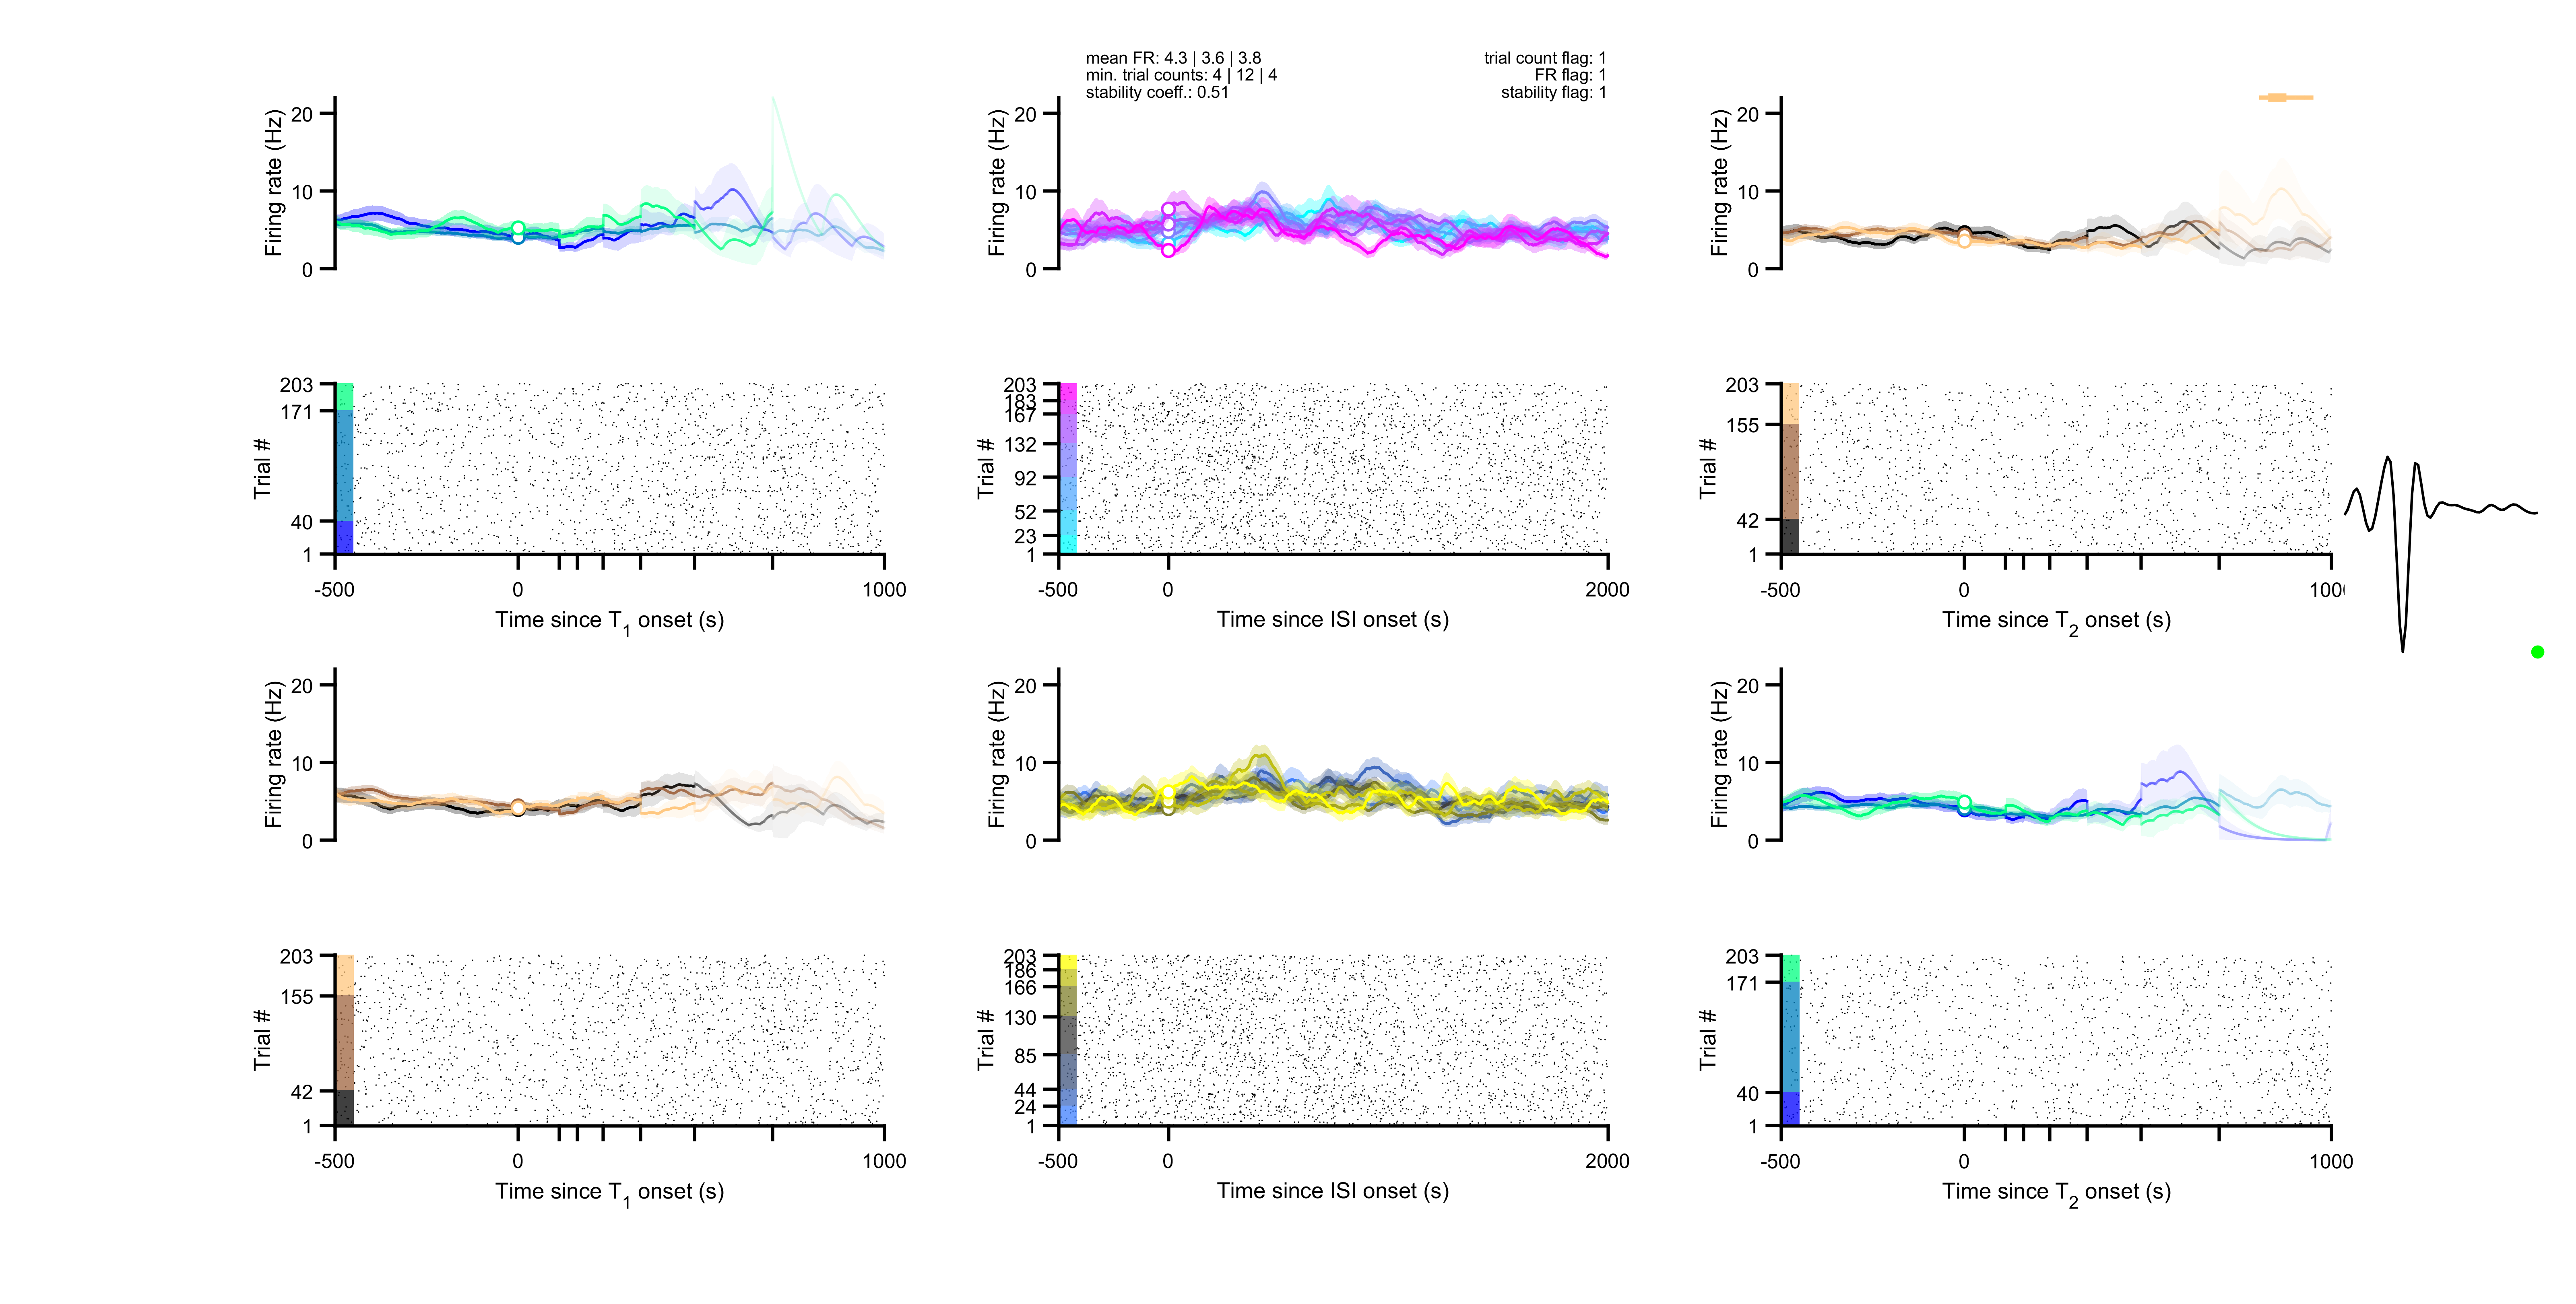 mean FR: 4.3 | 3.6 | 3.8
min. trial counts: 4 | 12 | 4
stability coeff.: 0.51
trial count flag: 1
FR flag: 1
stability flag: 1
Firing rate (Hz)
20
10
0
Firing rate (Hz)
20
10
0
Firing rate (Hz)
20
10
0
Trial #
203
171
40
1
-500
0
1000
Time since T1 onset (s)
Trial #
203
183
167
132
92
52
23
1
-500
0
2000
Time since ISI onset (s)
Trial #
203
155
42
1
-500
0
Time since T2 onset (s)
Firing rate (Hz)
20
10
0
Firing rate (Hz)
20
10
0
Firing rate (Hz)
20
10
0
Trial #
203
155
42
1
-500
0
1000
Time since T1 onset (s)
Trial #
203
186
166
130
85
44
24
1
-500
0
2000
Time since ISI onset (s)
Trial #
203
171
40
1
-500
0
1000
Time since T2 onset (s)